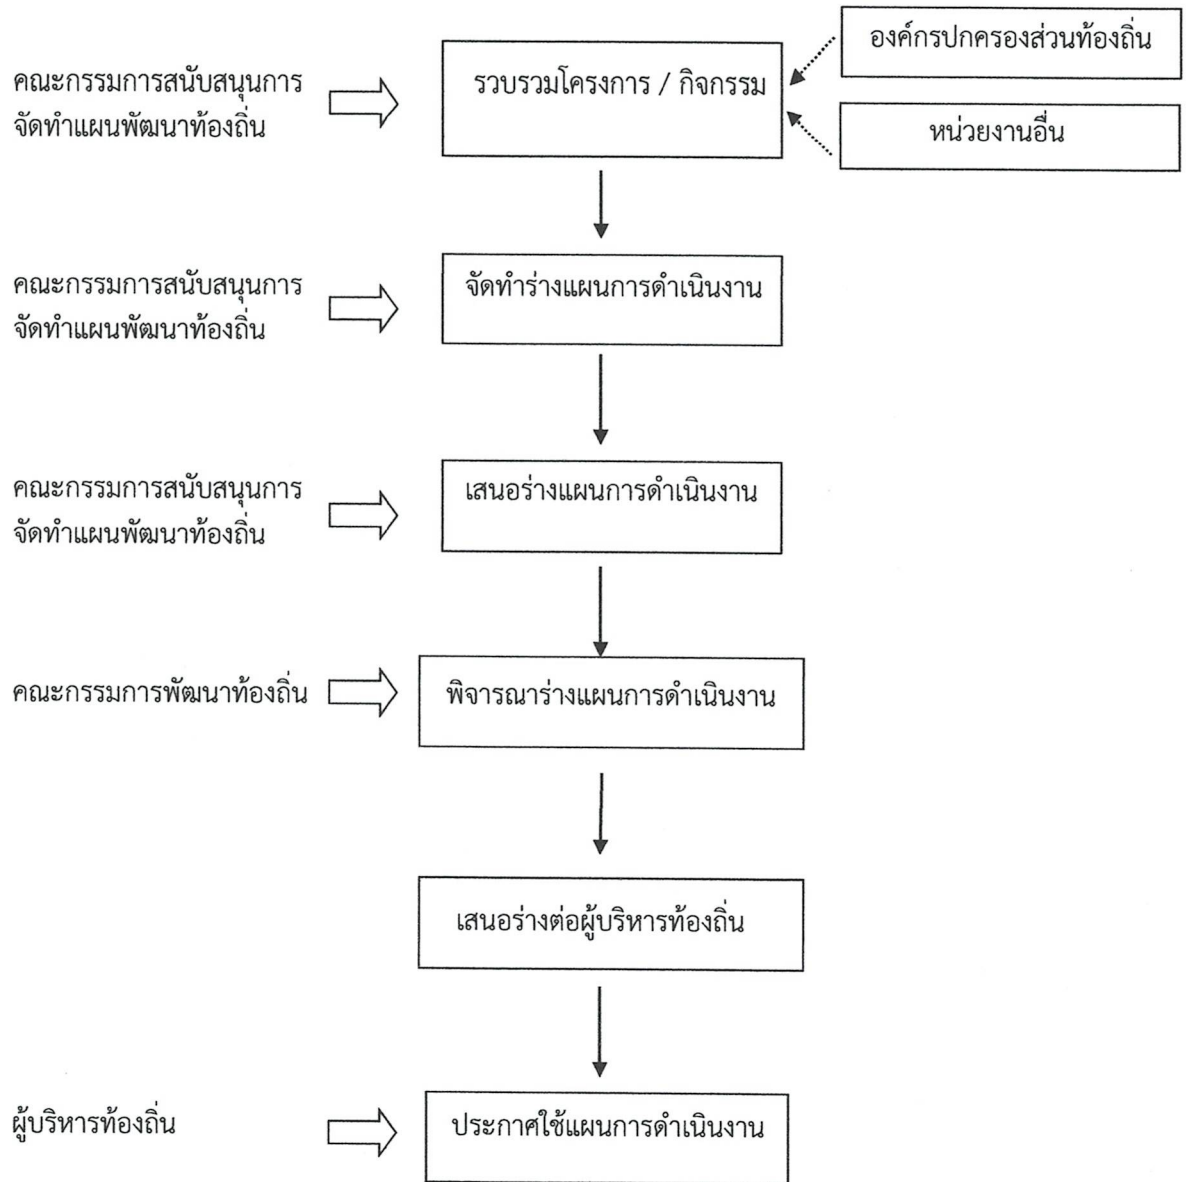 องค์กรปกครองส่วนท้องถิ่น
คณะกรรมการสนับสนุนการ
จัดทำแผนพัฒนาท้องถิ่น
รวบรวมโครงการ / กิจกรรม
หน่วยงานอื่น
คณะกรรมการสนับสนุนการ
จัดทำแผนพัฒนาท้องถิ่น
จัดทำร่างแผนการดำเนินงาน
คณะกรรมการสนับสนุนการ
จัดทำแผนพัฒนาท้องถิ่น
เสนอร่างแผนการดำเนินงาน
คณะกรรมการพัฒนาท้องถิ่น
พิจารณาร่างแผนการดำเนินงาน
เสนอร่างต่อผู้บริหารท้องถิ่น
ผู้บริหารท้องถิ่น
ประกาศใช้แผนการดำเนินงาน